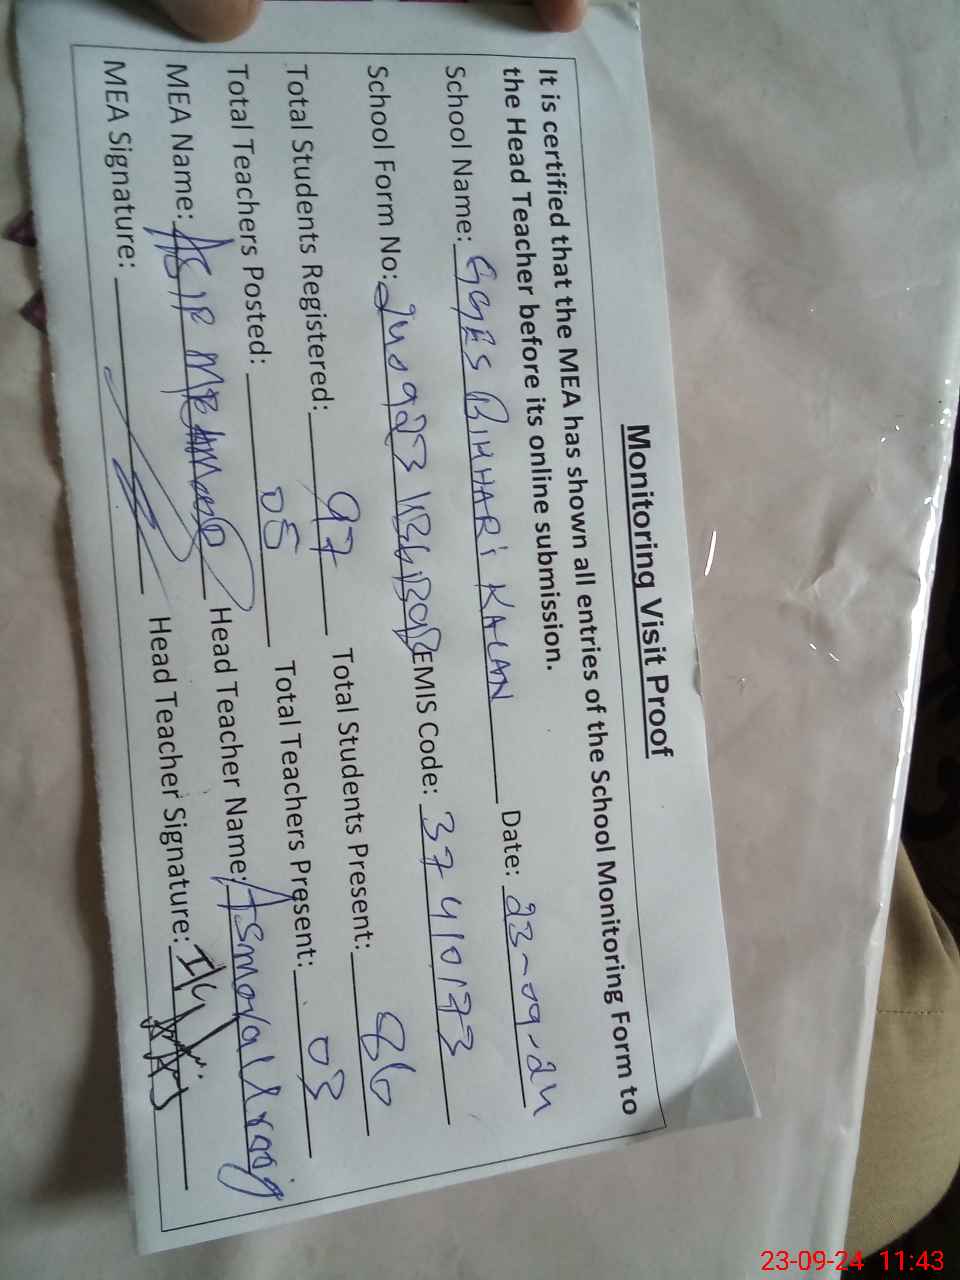 Monitoring Visit Proof
It is certified that the MEA has shown all entries of the School Monitoring Form to
the Head Teacher before its online submission.
School Name: GGES BIHARI KALAN Date: 23-09-24
School Form No: EMIS Code: 37410173
Total Students Registered: 97 Total Students Present: 86
Total Teachers Posted: 05 Total Teachers Present: 03
MEA Name: ASIF Head Teacher Name:
MEA Signature: Head Teacher Signature:
23-09-24 11:43